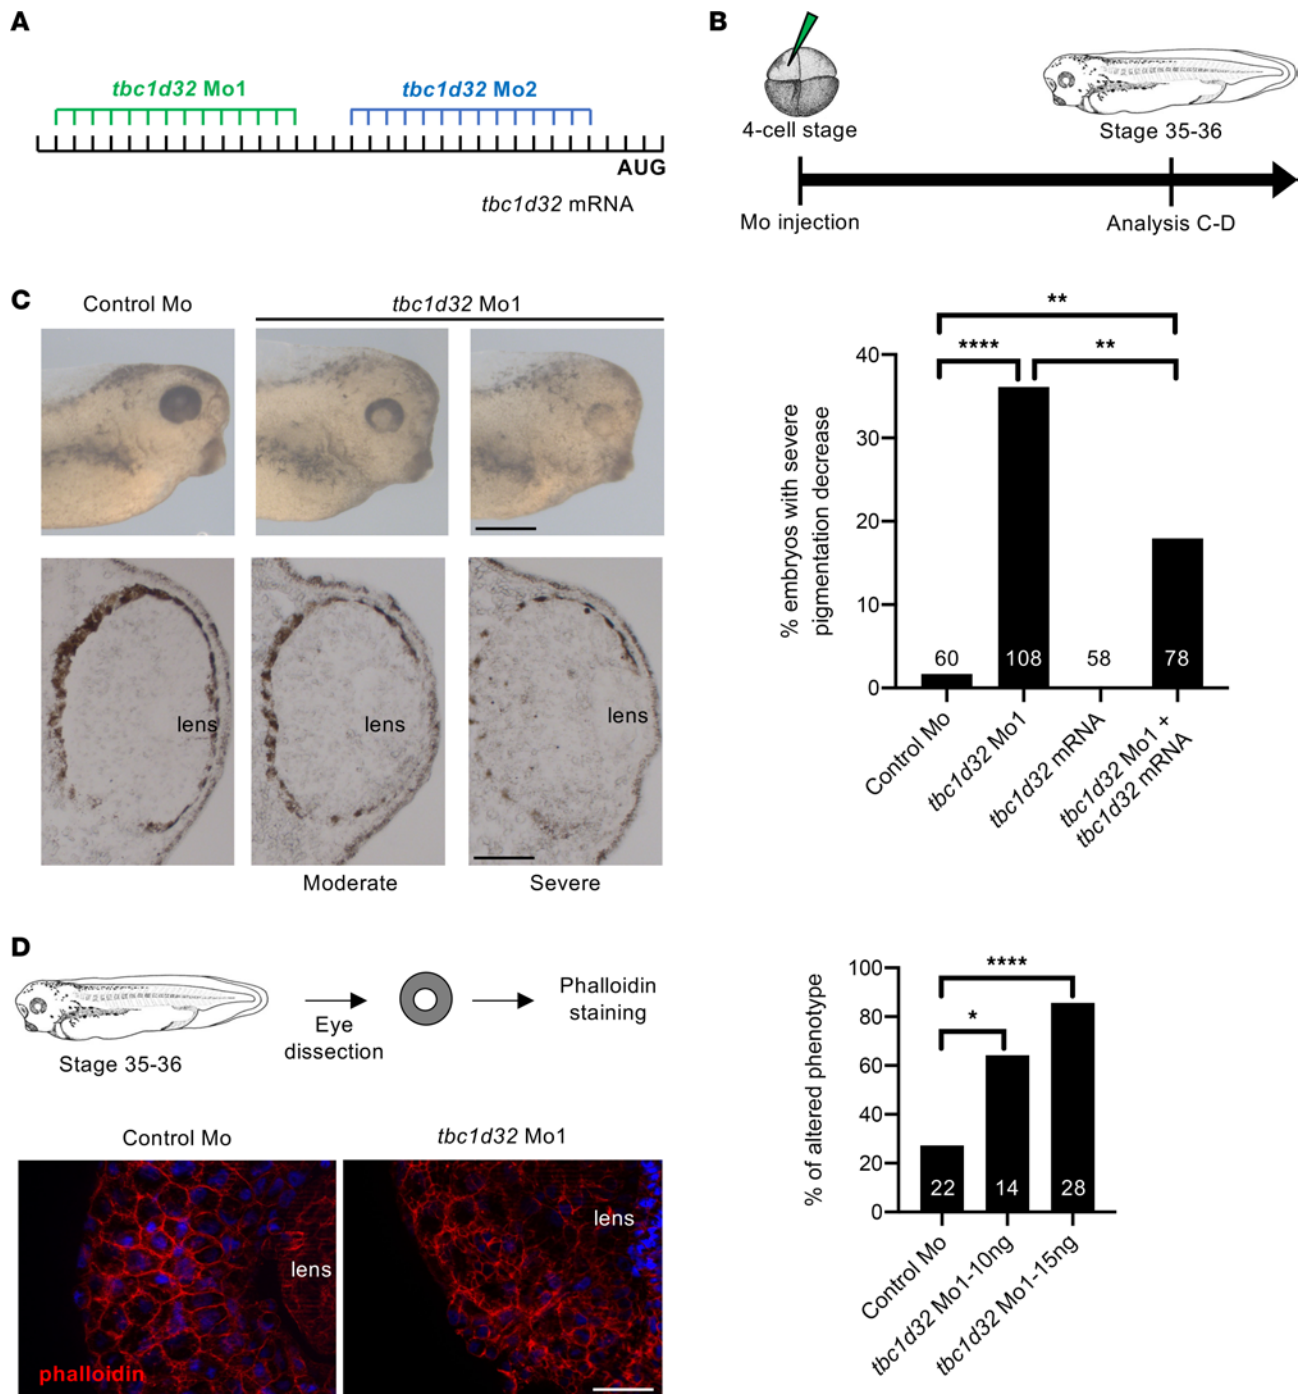 A
tbc1d32 Mo1
tbc1d32 Mo2
AUG
tbc1d32 mRNA
B
4-cell stage
Stage 35-36
Mo injection
Analysis C-D
C
Control Mo
tbc1d32 Mo1
lens
lens
lens
Moderate
Severe
**
****
**
% embryos with severe
pigmentation decrease
40
30
20
10
0
60
108
58
78
Control Mo
tbc1d32 Mo1
tbc1d32 mRNA
tbc1d32 Mo1 +
tbc1d32 mRNA
D
Stage 35-36
Eye
dissection
Phalloidin
staining
Control Mo
tbc1d32 Mo1
lens
phalloidin
lens
****
*
% of altered phenotype
100
80
60
40
20
0
22
14
28
Control Mo
tbc1d32 Mo1-10ng
tbc1d32 Mo1-15ng